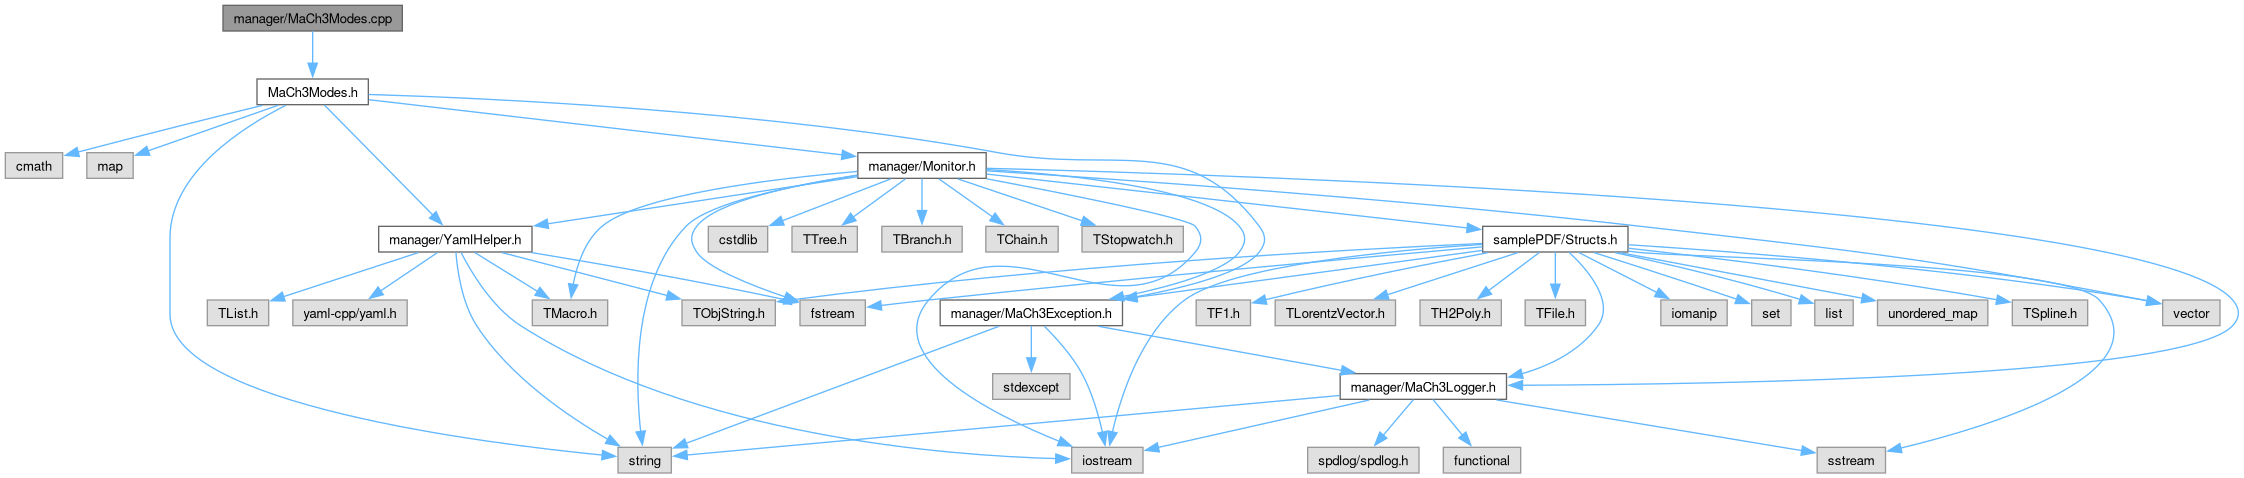 manager/MaCh3Modes.cpp
MaCh3Modes.h
cmath
map
manager/Monitor.h
manager/YamlHelper.h
cstdlib
TTree.h
TBranch.h
TChain.h
TStopwatch.h
samplePDF/Structs.h
TList.h
yaml-cpp/yaml.h
TMacro.h
TObjString.h
fstream
manager/MaCh3Exception.h
TF1.h
TLorentzVector.h
TH2Poly.h
TFile.h
iomanip
set
list
unordered_map
TSpline.h
vector
stdexcept
manager/MaCh3Logger.h
string
iostream
spdlog/spdlog.h
functional
sstream